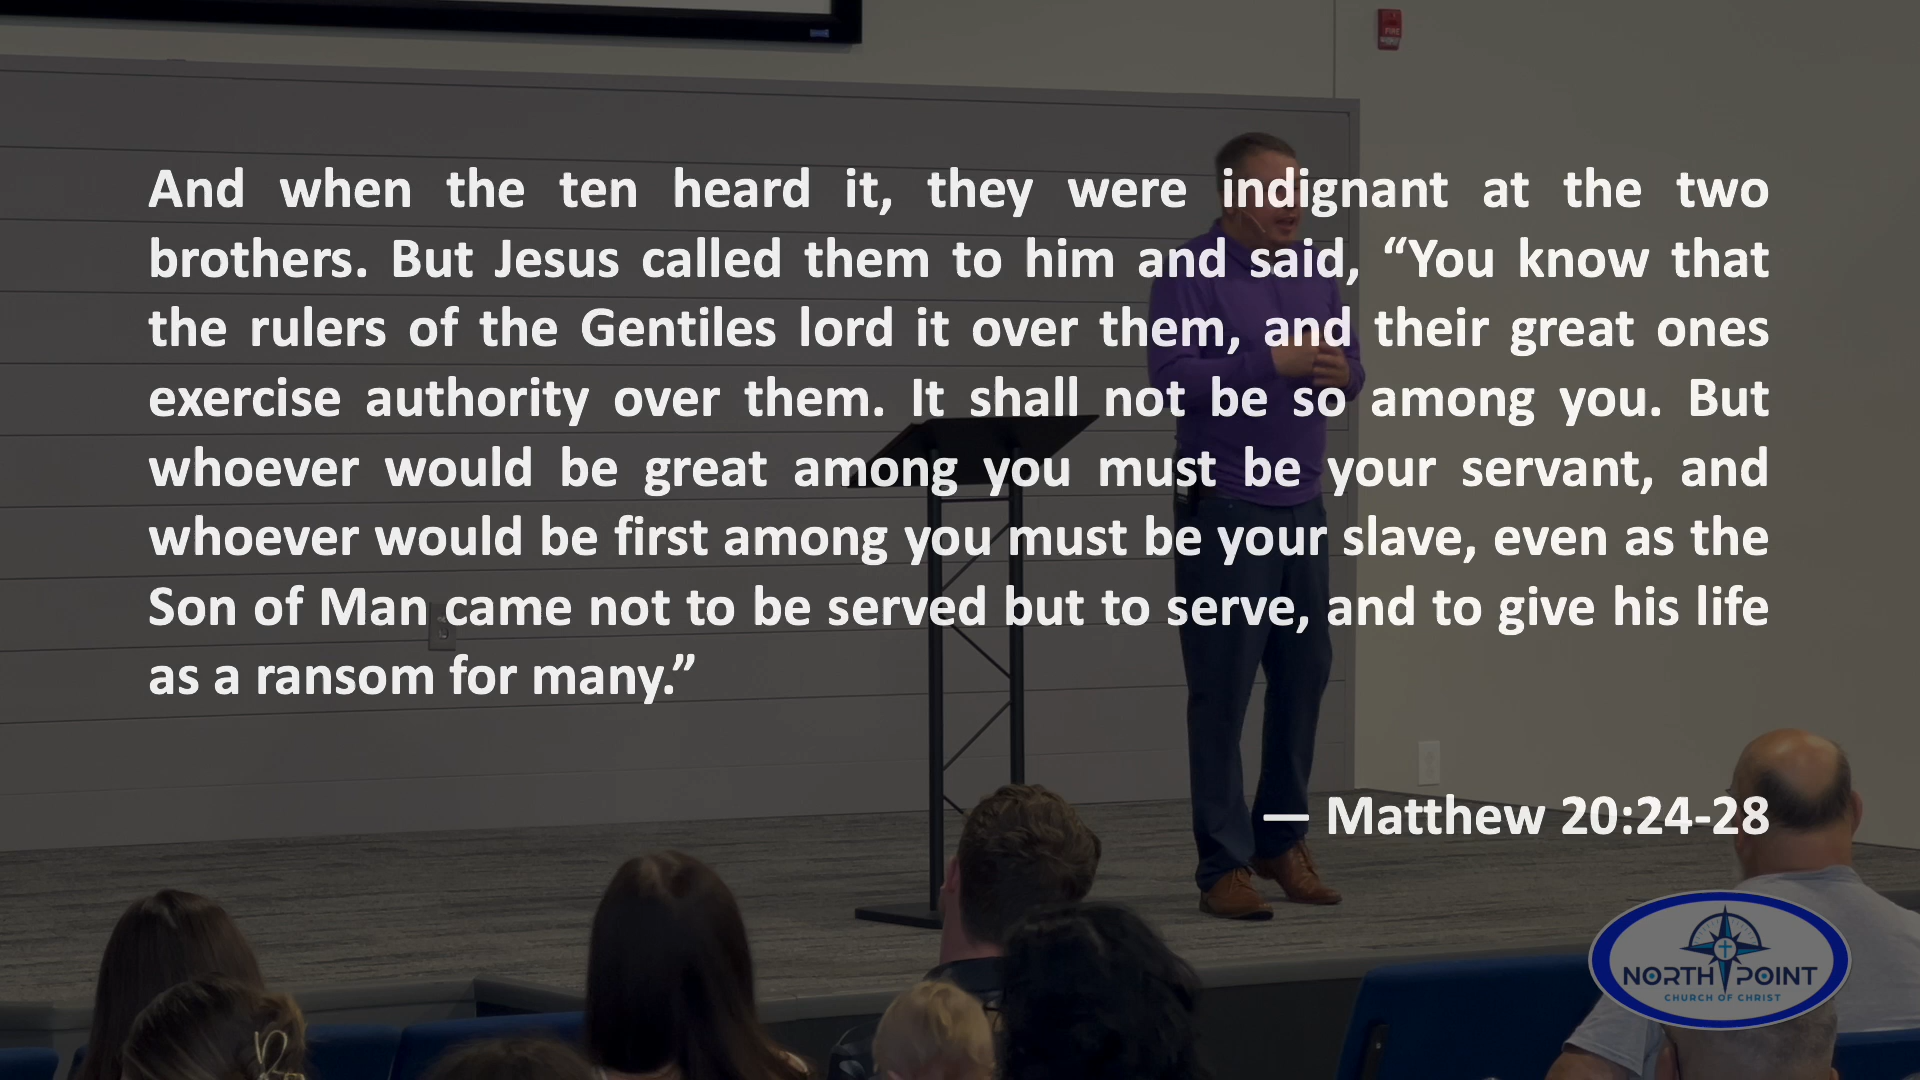 And when the ten heard it, they were indignant at the two
brothers. But Jesus called them to him and said, “You know that
the rulers of the Gentiles lord it over them, and their great ones
exercise authority over them. It shall not be so among you. But
whoever would be great among you must be your servant, and
whoever would be first among you must be your slave, even as the
Son of Man came not to be served but to serve, and to give his life
as a ransom for many.”
— Matthew 20:24-28
NORTH POINT
CHURCH OF CHRIST
FIRE